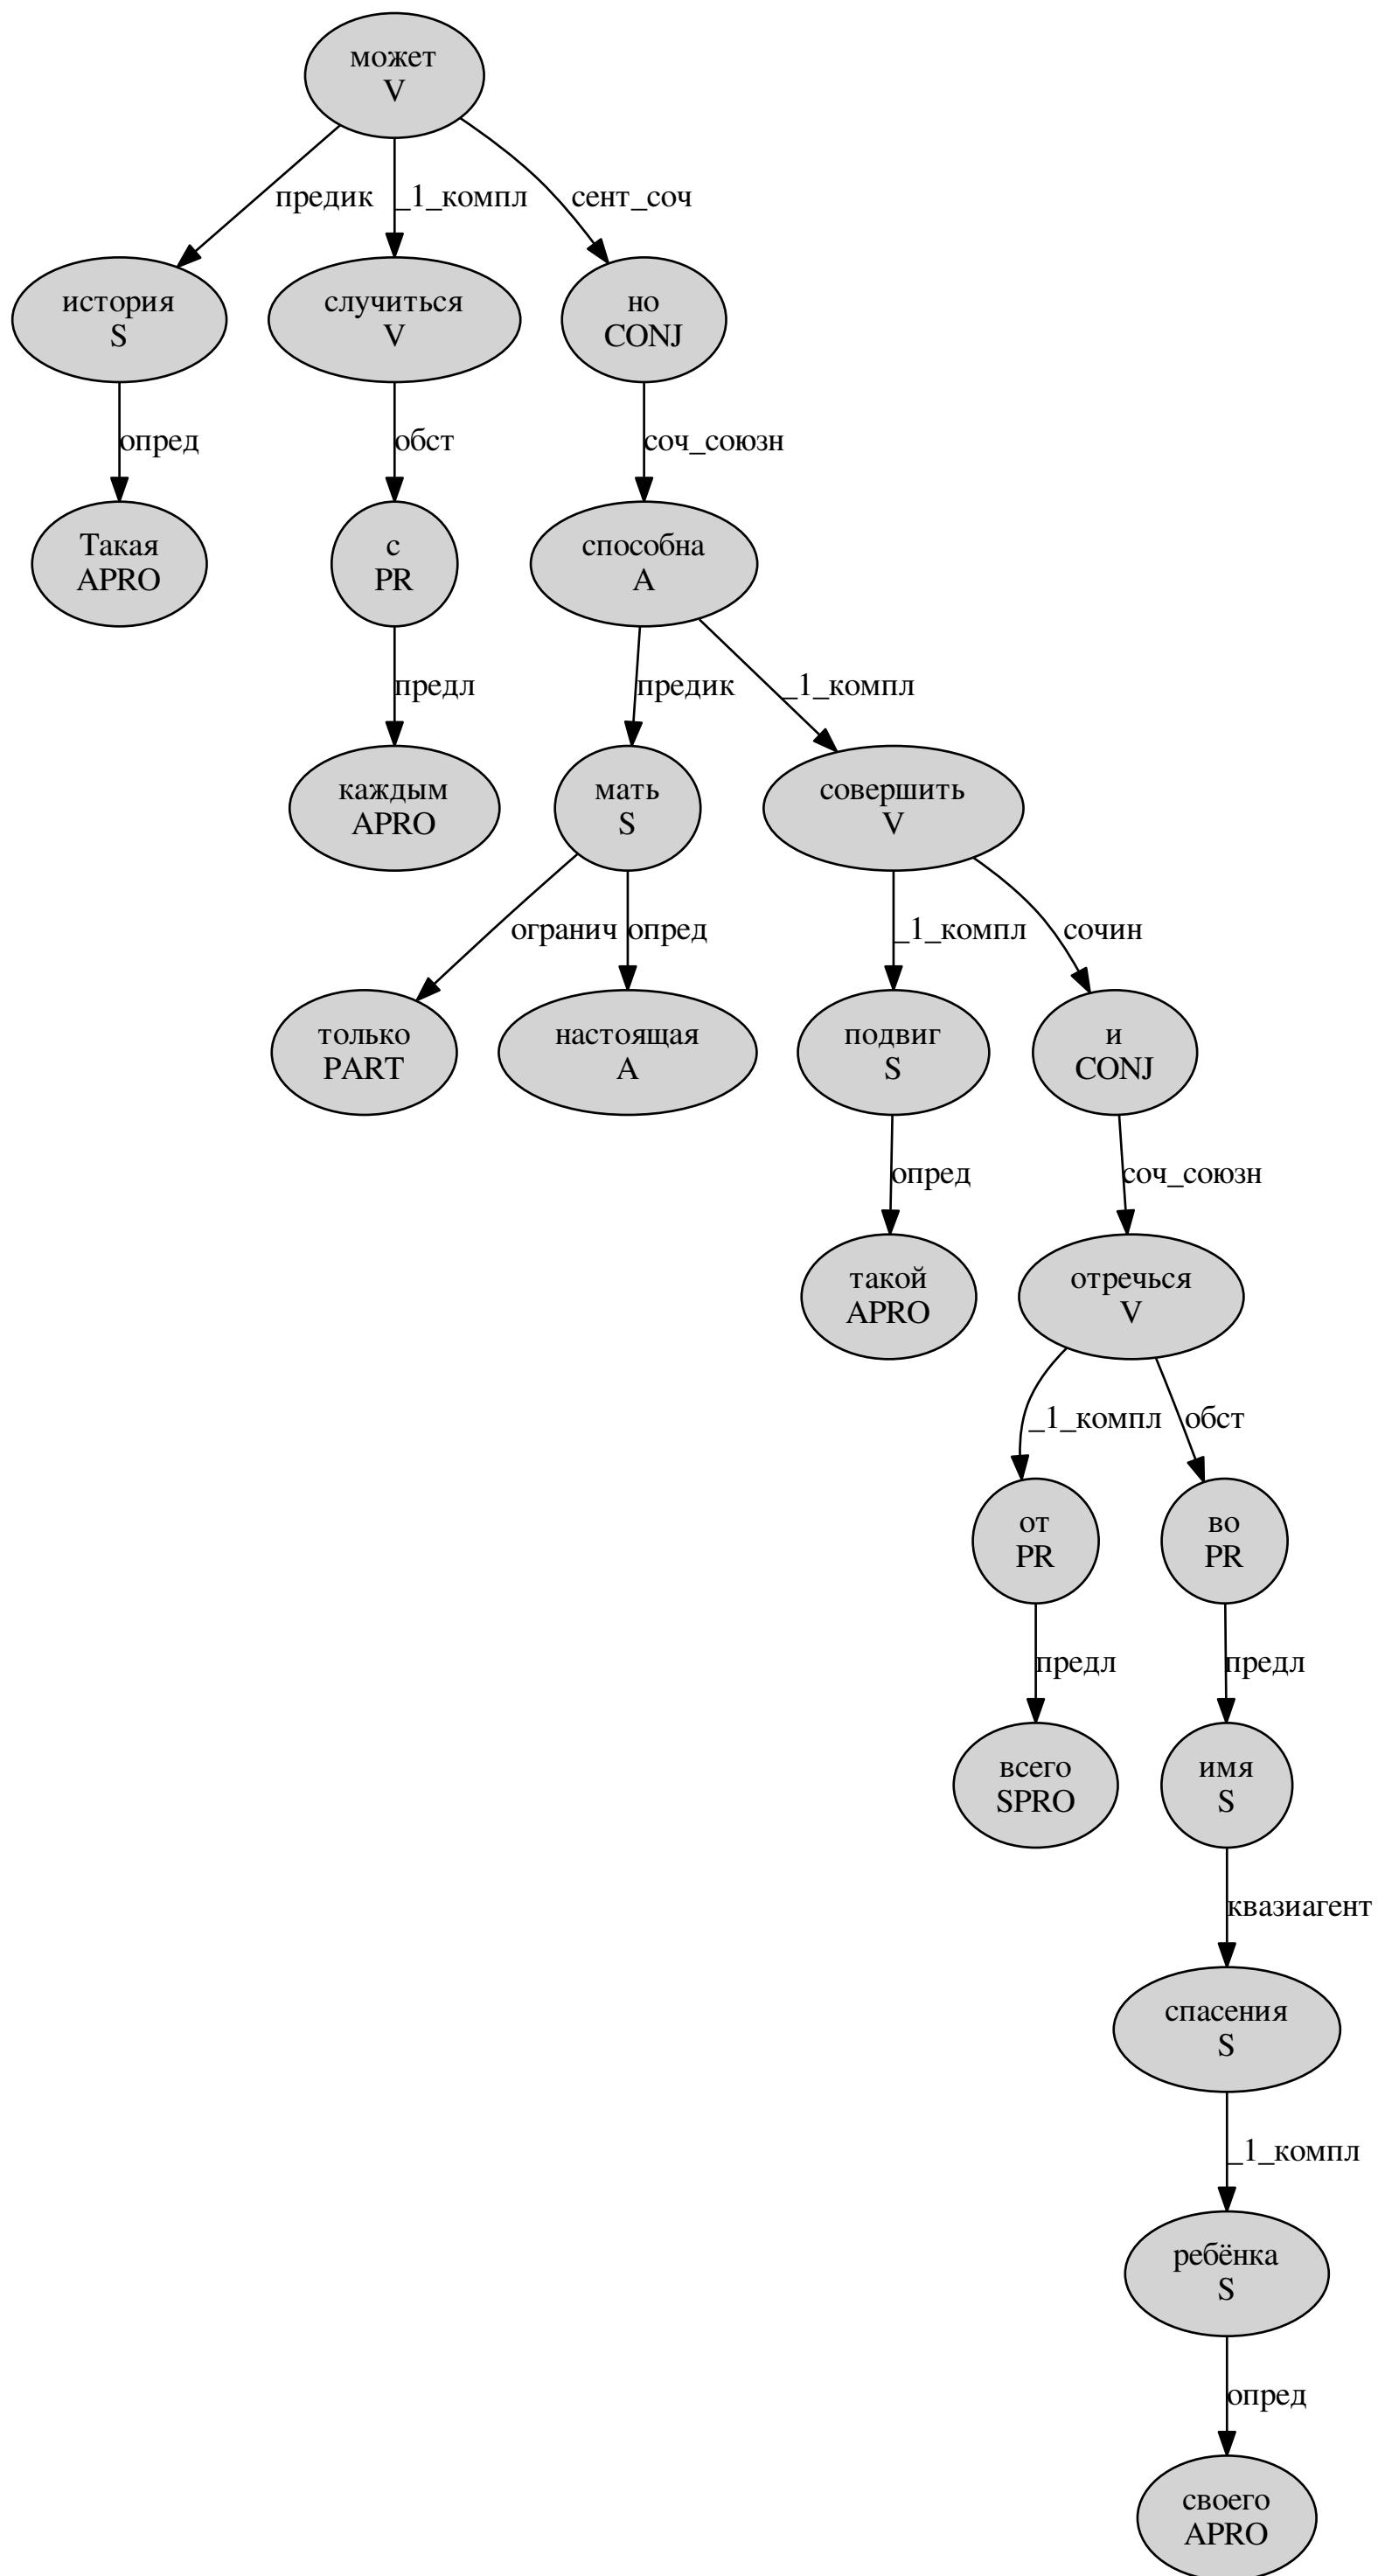 может
V
предик
_1_компл
сент_соч
история
S
случиться
V
но
CONJ
опред
обст
соч_союзн
Такая
APRO
с
PR
способна
A
предл
предик
_1_компл
каждым
APRO
мать
S
совершить
V
огранич
опред
_1_компл
сочин
только
PART
настоящая
A
подвиг
S
и
CONJ
опред
соч_союзн
такой
APRO
отречься
V
_1_компл
обст
от
PR
во
PR
предл
предл
всего
SPRO
имя
S
квазиагент
спасения
S
_1_компл
ребёнка
S
опред
своего
APRO